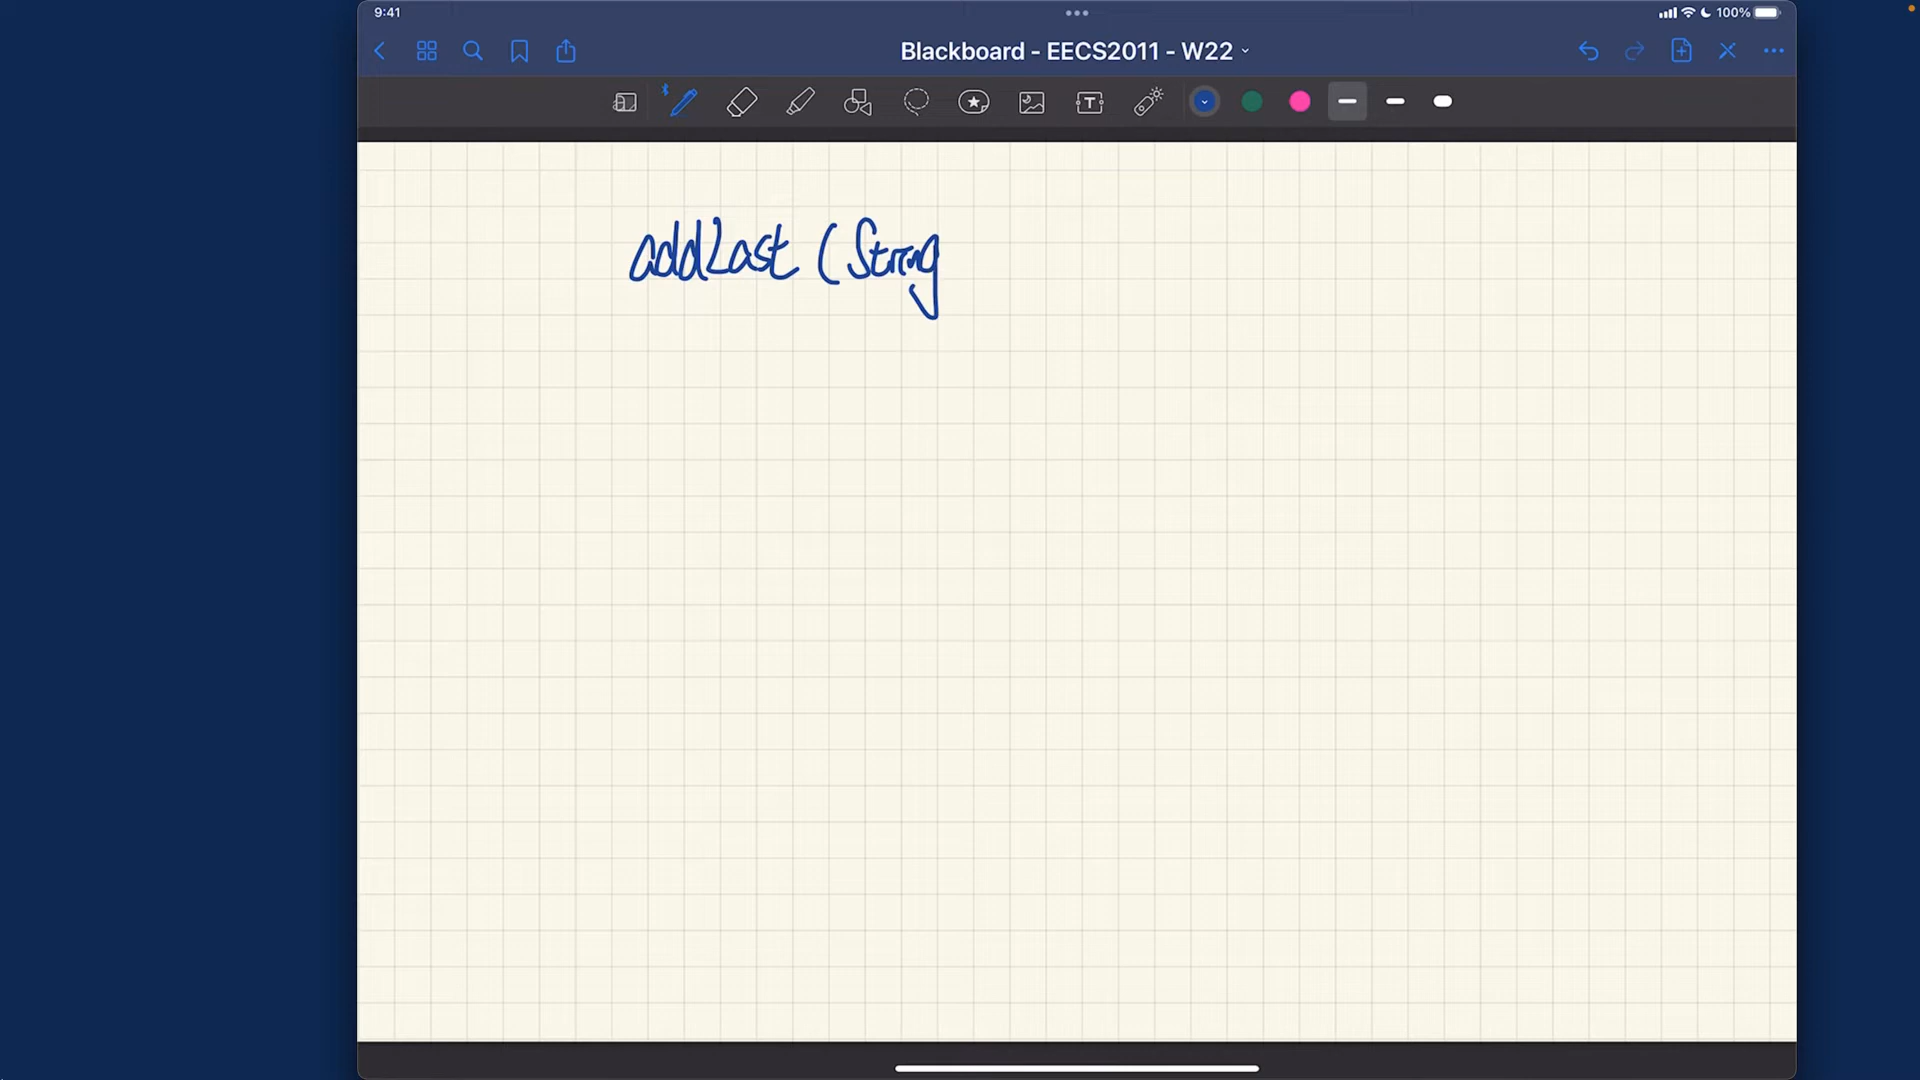 9:41
100%
Blackboard - EECS2011 - W22
addLast (String